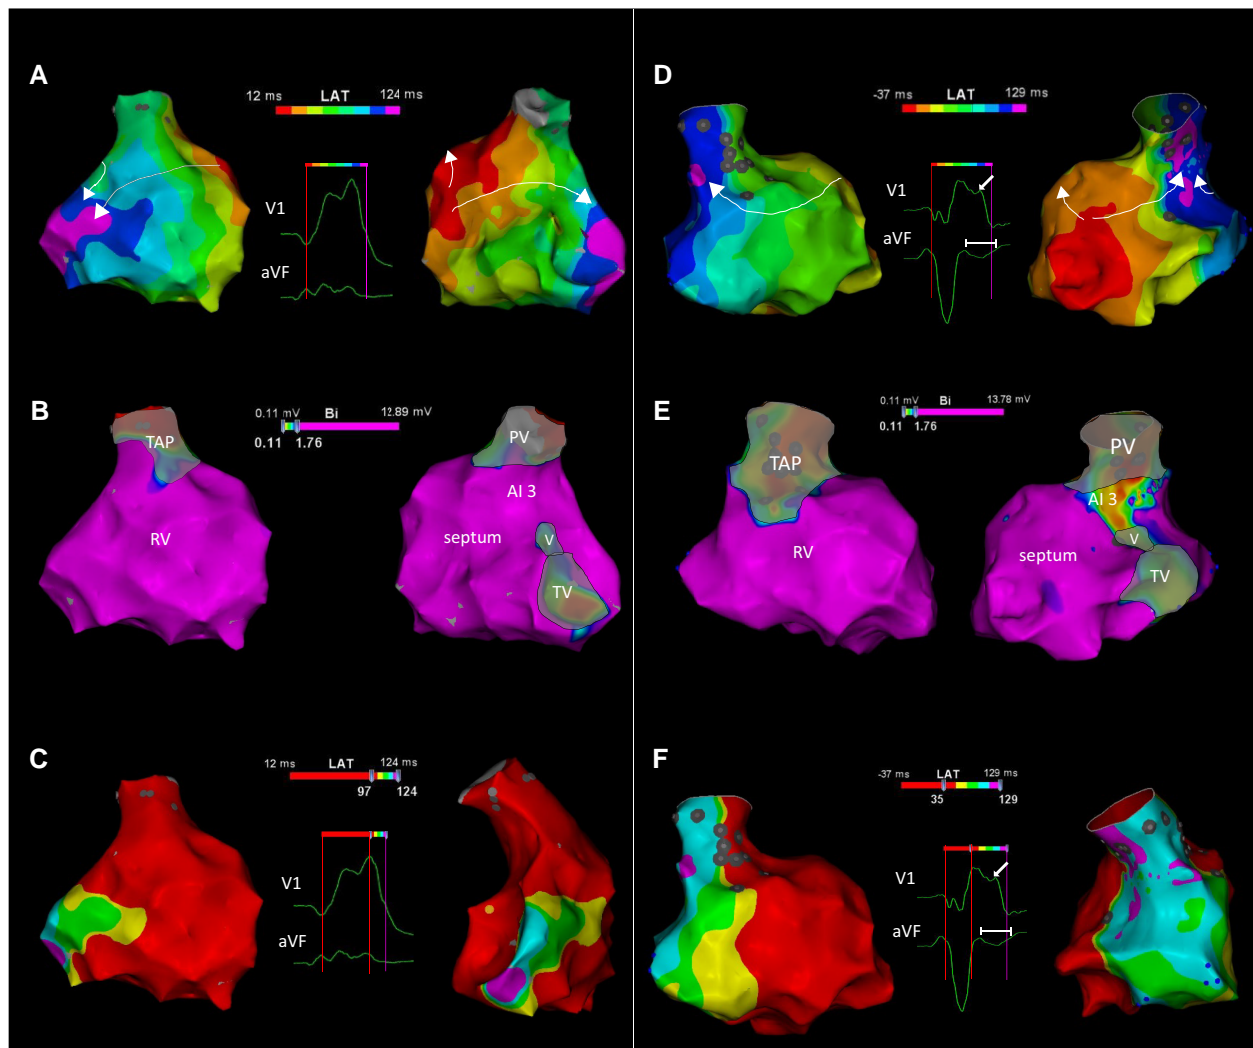 A
12 ms LAT 124 ms
V1
aVF
D
-37 ms LAT 129 ms
V1
aVF
B
0.11 mV Bi 12.89 mV
0.11 1.76
TAP
RV
PV
AI 3
septum
V
TV
E
0.11 mV Bi 13.78 mV
0.11 1.76
TAP
RV
PV
AI 3
septum
V
TV
C
12 ms LAT 124 ms
97 124
V1
aVF
F
-37 ms LAT 129 ms
35 129
V1
aVF